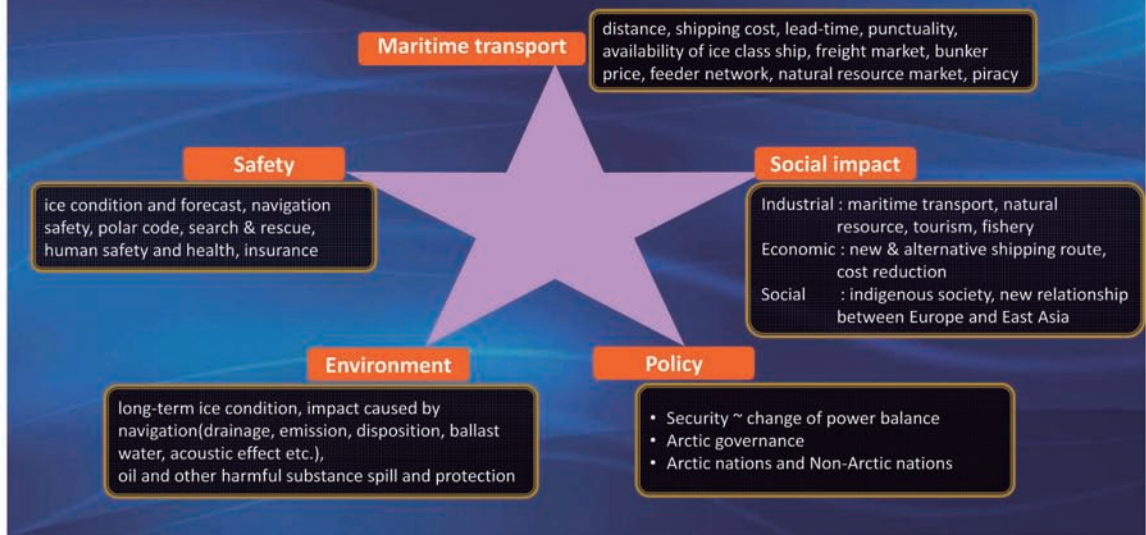 Maritime transport
distance, shipping cost, lead-time, punctuality,
availability of ice class ship, freight market, bunker
price, feeder network, natural resource market, piracy
Safety
ice condition and forecast, navigation
safety, polar code, search & rescue,
human safety and health, insurance
Social impact
Industrial : maritime transport, natural
resource, tourism, fishery
Economic : new & alternative shipping route,
cost reduction
Social : indigenous society, new relationship
between Europe and East Asia
Environment
long-term ice condition, impact caused by
navigation(drainage, emission, disposition, ballast
water, acoustic effect etc.),
oil and other harmful substance spill and protection
Policy
• Security ~ change of power balance
• Arctic governance
• Arctic nations and Non-Arctic nations